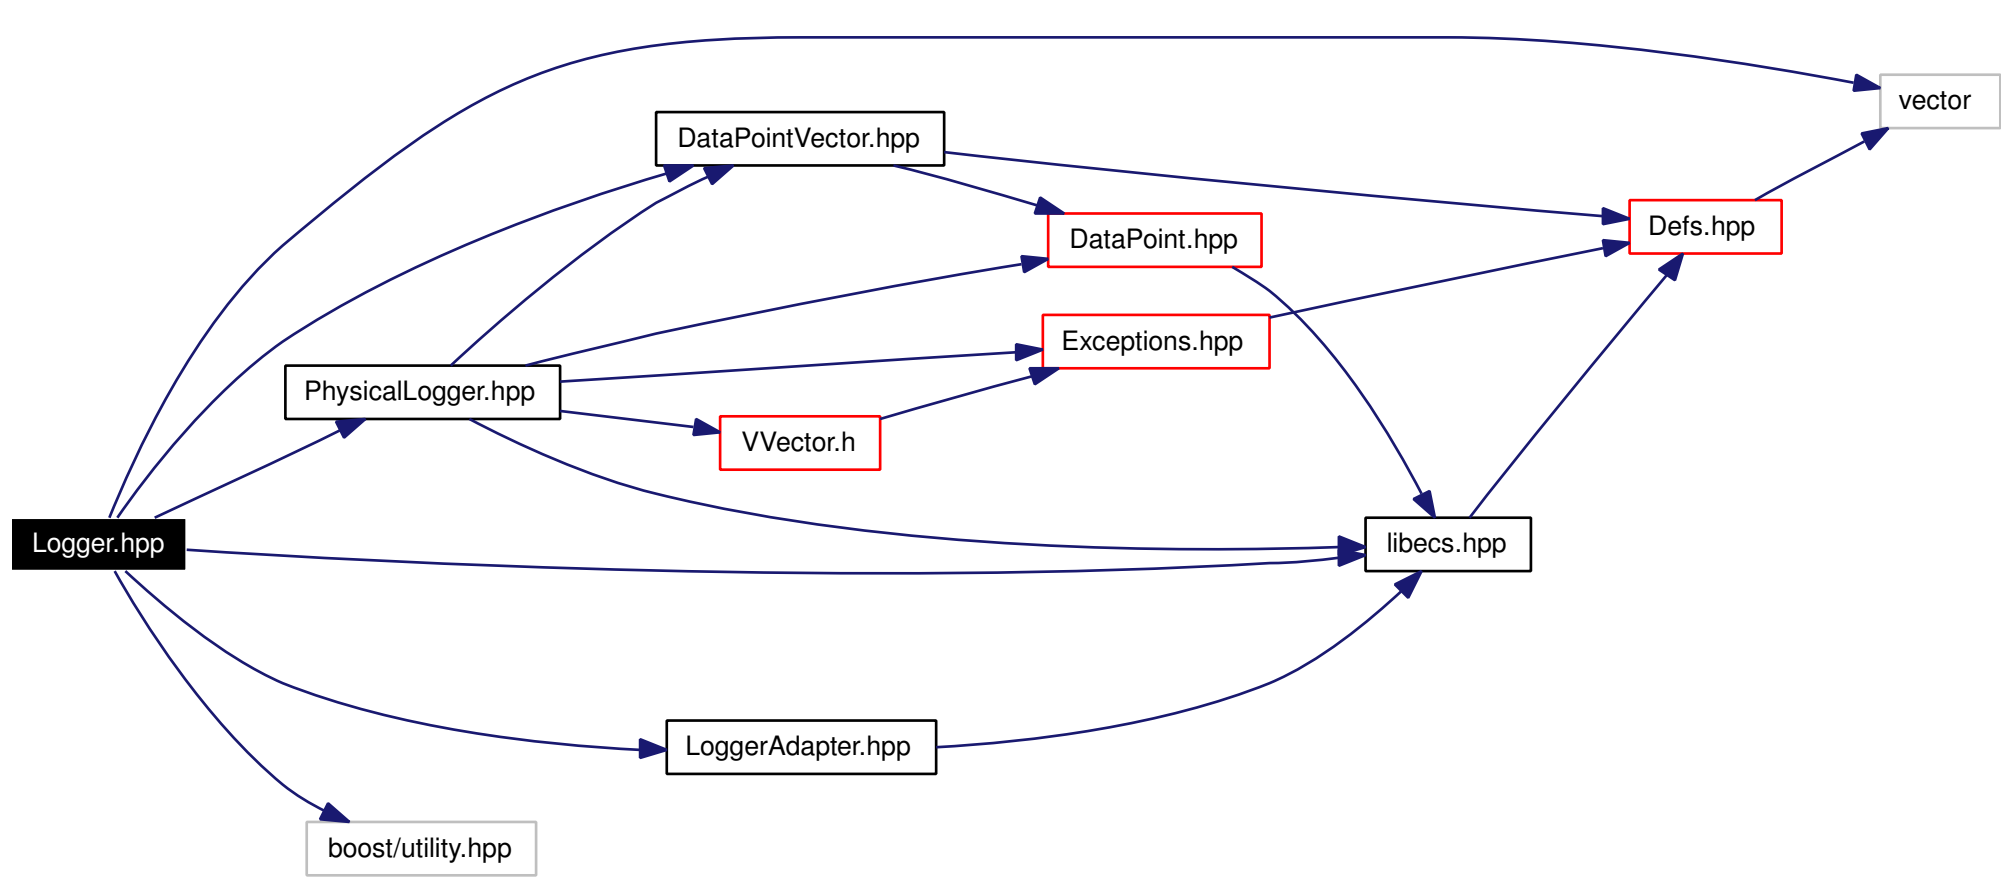 vector
DataPointVector.hpp
Defs.hpp
DataPoint.hpp
Exceptions.hpp
PhysicalLogger.hpp
VVector.h
Logger.hpp
libecs.hpp
LoggerAdapter.hpp
boost/utility.hpp